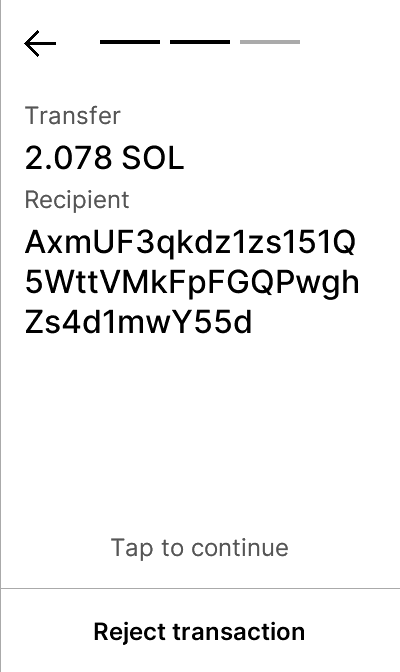 Transfer
2.078 SOL
Recipient
AxmUF3qkdz1zs151Q
5WttVMkFpFGQPwgh
Zs4d1mwY55d
Tap to continue
Reject transaction